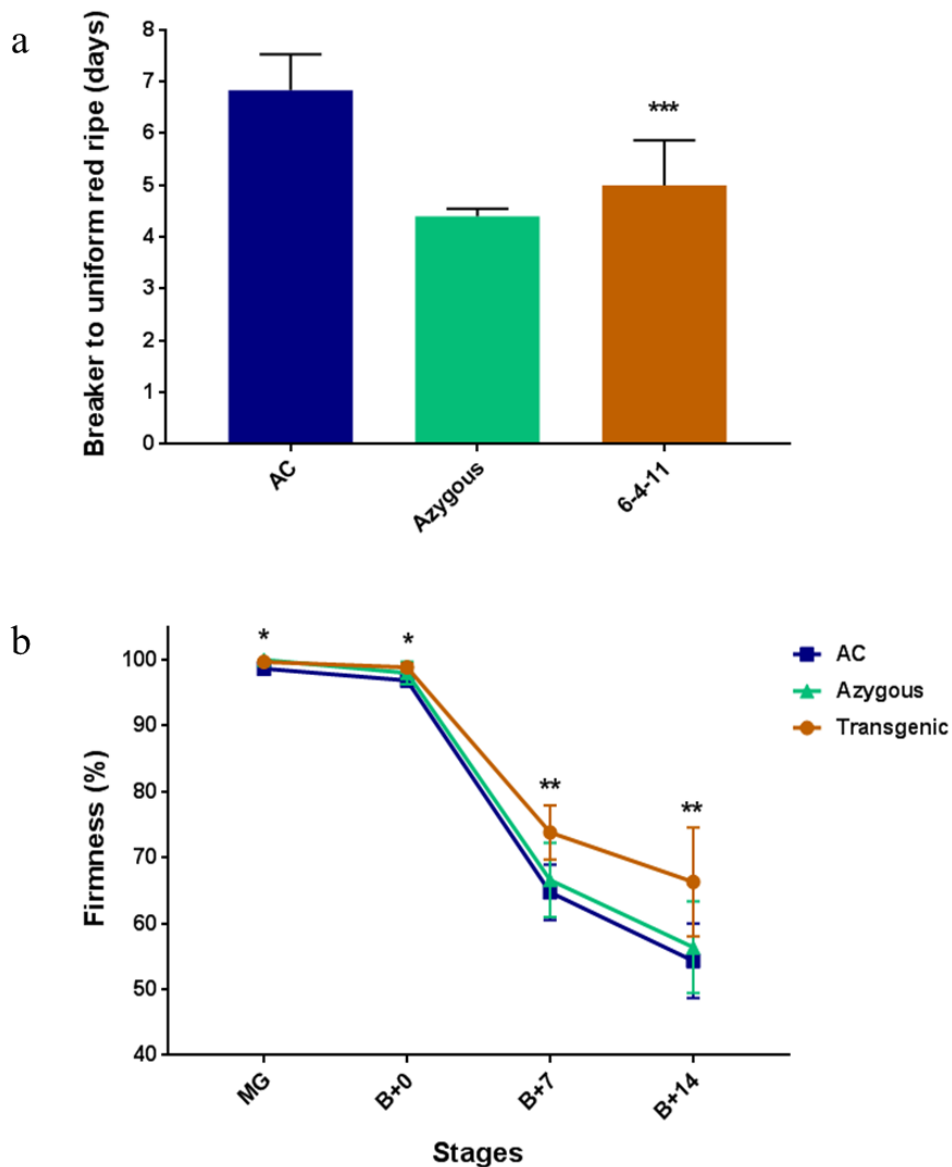 a
Breaker to uniform red ripe (days)
8
7
6
5
4
3
2
1
0
***
AC
Azygous
6-4-11
b
Firmness (%)
100
90
80
70
60
50
40
*
*
**
**
MG
B+0
B+7
B+14
Stages
AC
Azygous
Transgenic